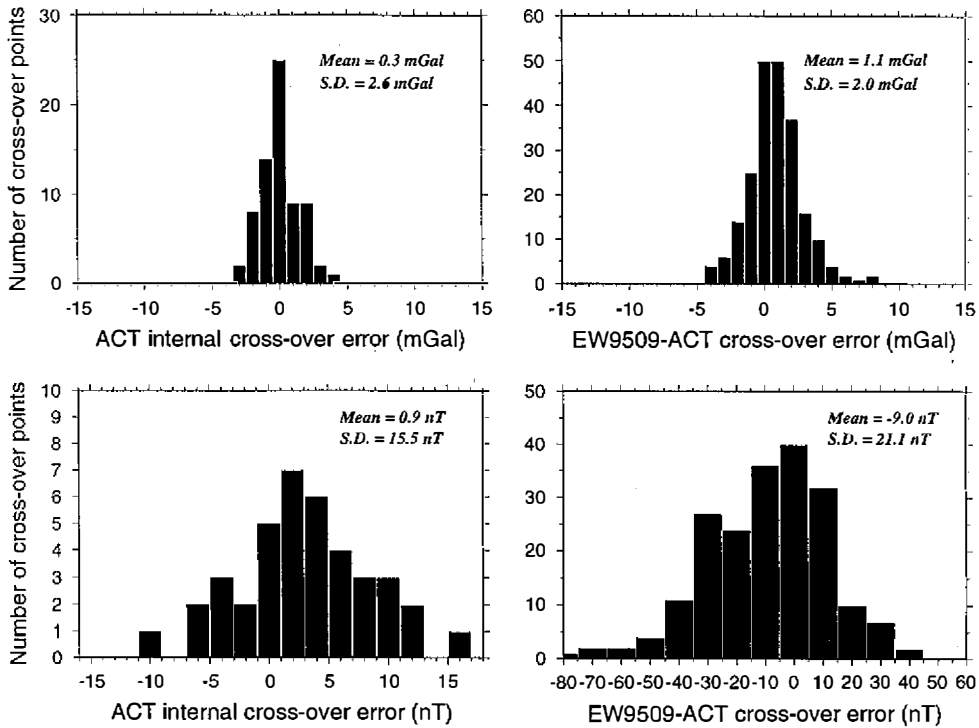 30
20
10
0
Number of cross-over points
Mean = 0.3 mGal
S.D. = 2.6 mGal
-15 -10 -5 0 5 10 15
ACT internal cross-over error (mGal)
60
50
40
30
20
10
0
Mean = 1.1 mGal
S.D. = 2.0 mGal
-15 -10 -5 0 5 10 15
EW9509-ACT cross-over error (mGal)
10
9
8
7
6
5
4
3
2
1
0
Number of cross-over points
Mean = 0.9 nT
S.D. = 15.5 nT
-15 -10 -5 0 5 10 15
ACT internal cross-over error (nT)
50
40
30
20
10
0
Mean = -9.0 nT
S.D. = 21.1 nT
-80 -70 -60 -50 -40 -30 -20 -10 0 10 20 30 40 50 60
EW9509-ACT cross-over error (nT)